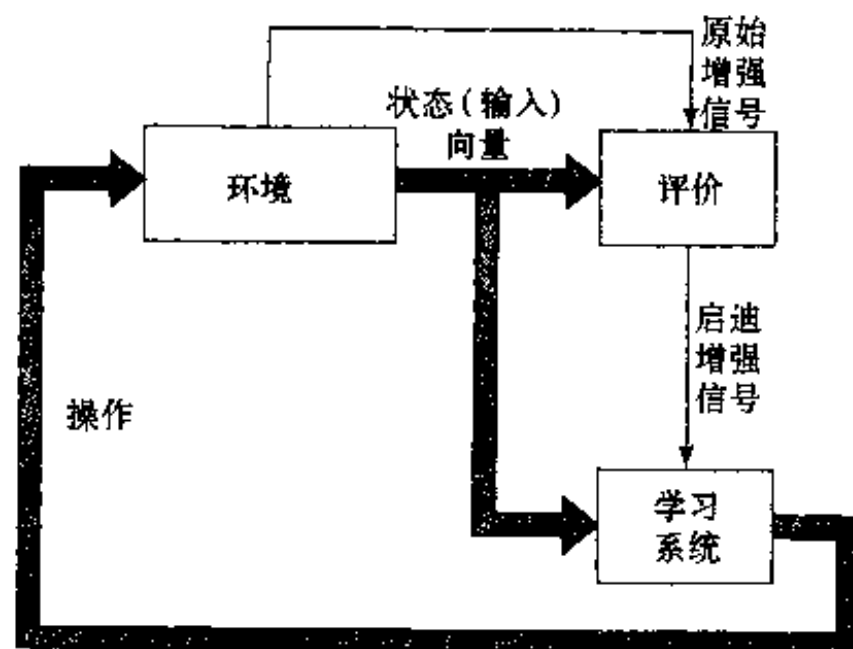 原始
增强
信号
状态(输入)
向量
环境
评价
启迪
增强
信号
操作
学习
系统